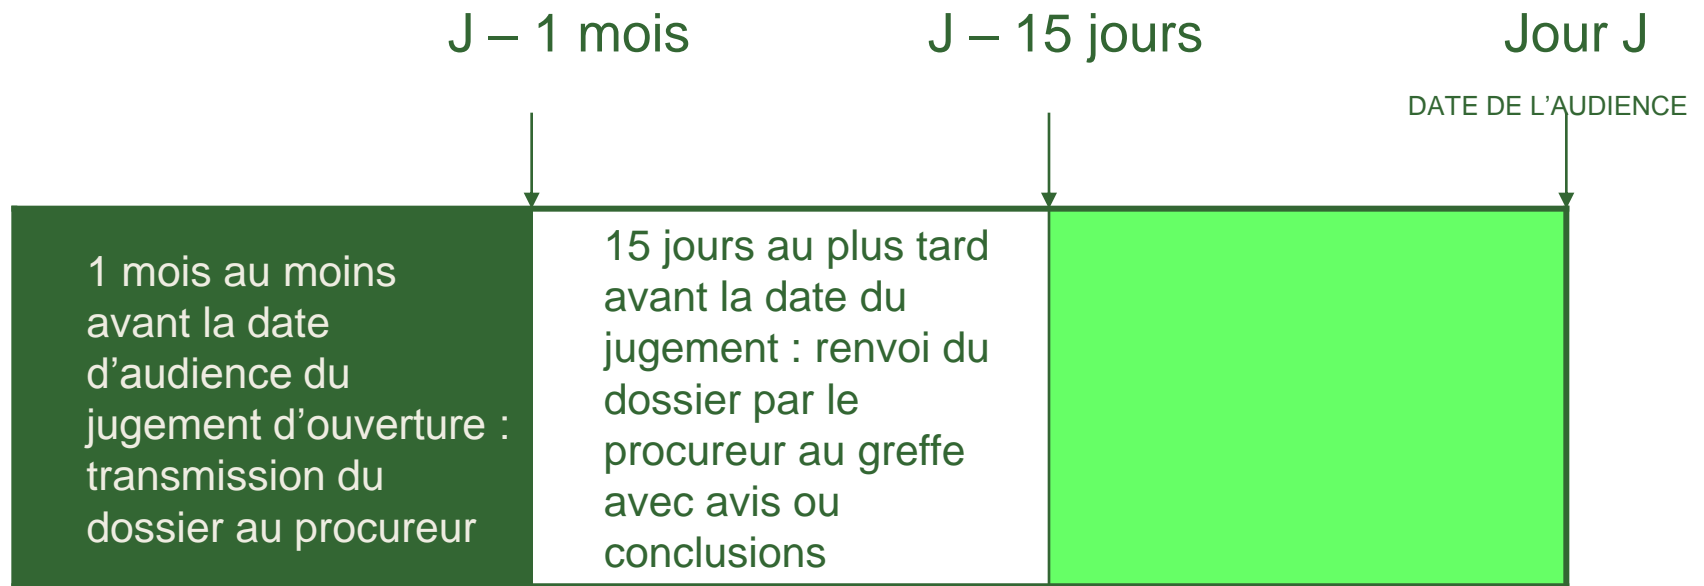 J – 1 mois
J – 15 jours
Jour J
DATE DE L’AUDIENCE
1 mois au moins
avant la date
d’audience du
jugement d’ouverture :
transmission du
dossier au procureur
15 jours au plus tard
avant la date du
jugement : renvoi du
dossier par le
procureur au greffe
avec avis ou
conclusions